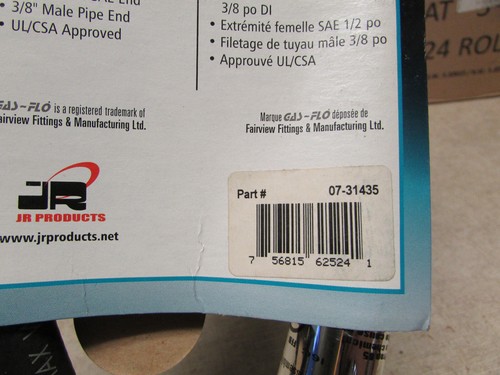 • 3/8" Male Pipe End
• UL/CSA Approved
3/8 po DI
• Extrémité femelle SAE 1/2 po
• Filetage de tuyau mâle 3/8 po
• Approuvé UL/CSA
GAS-FLÓ is a registered trademark of
Fairview Fittings & Manufacturing Ltd.
Marque GAS-FLÓ déposée de
Fairview Fittings & Manufacturing Ltd.
JR
JR PRODUCTS
www.jrproducts.net
Part # 07-31435
7 56815 62524 1
24 ROL